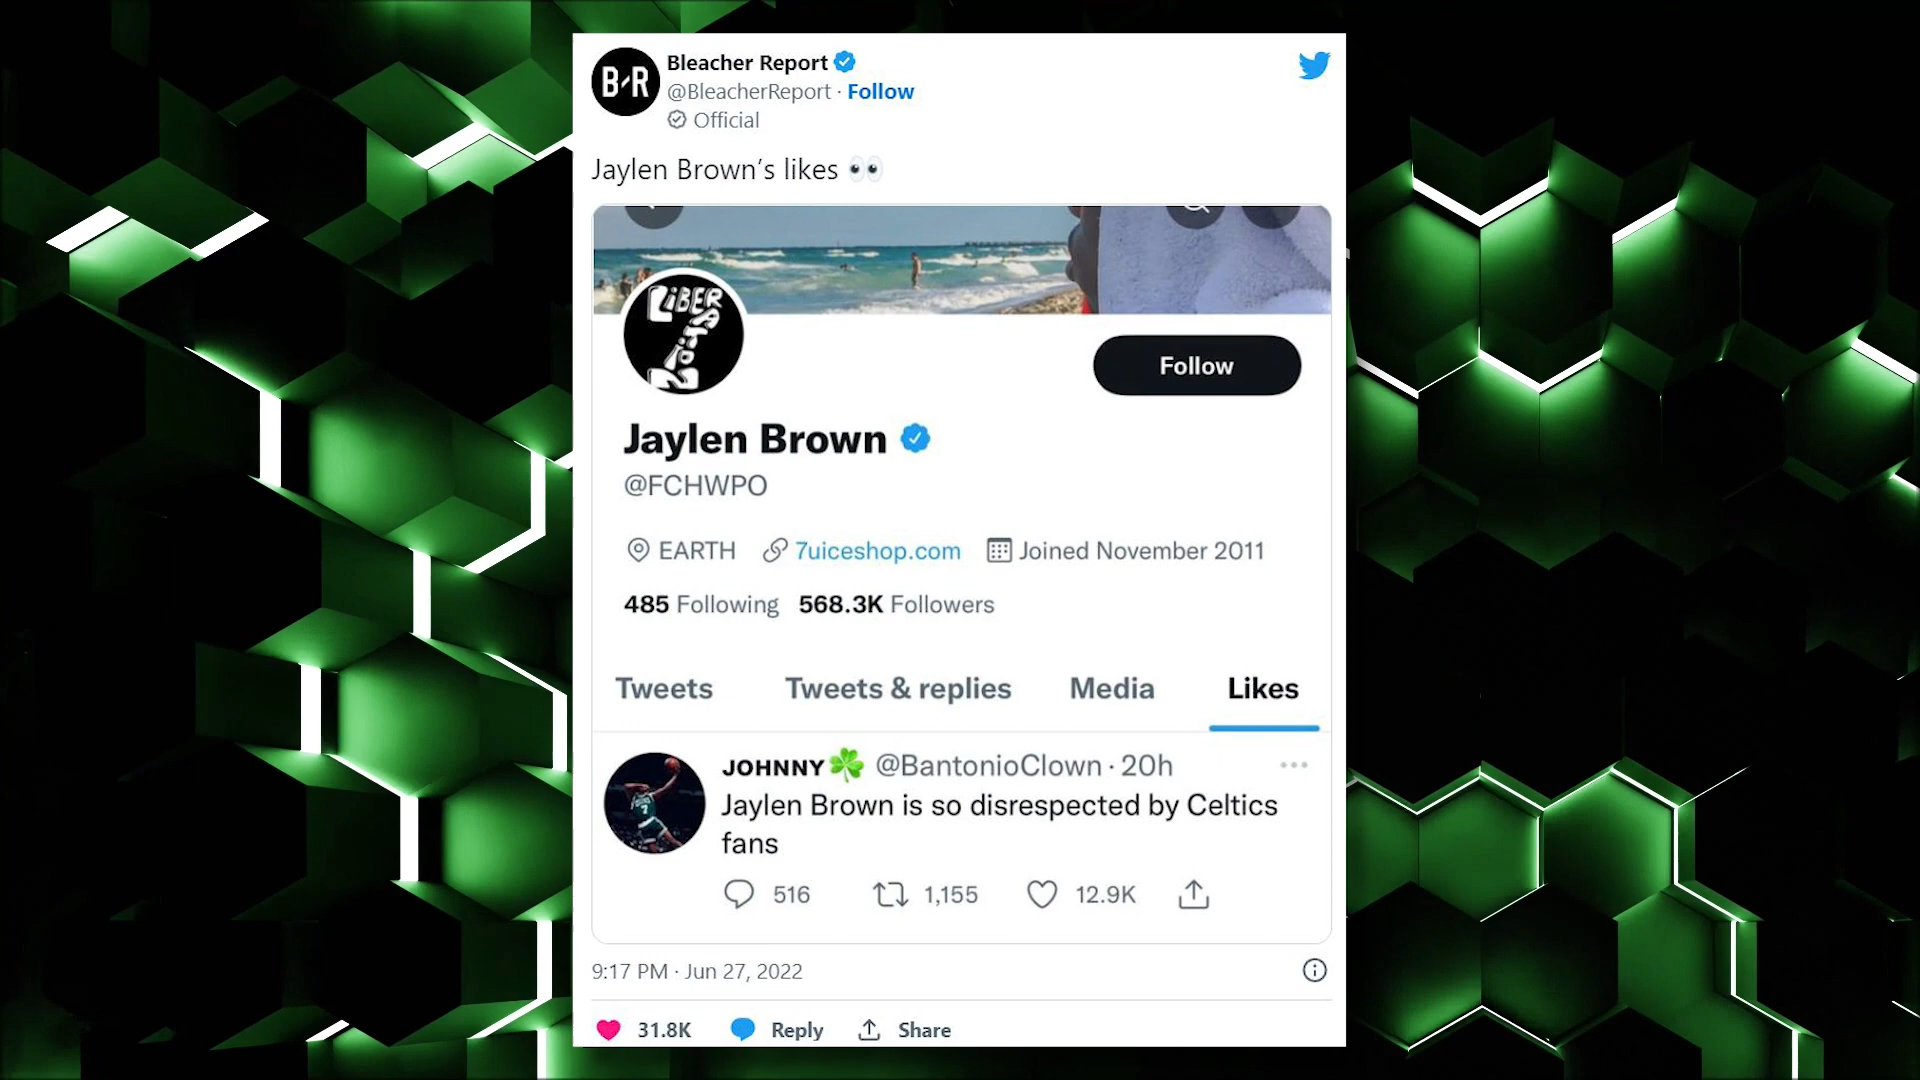 B/R
Bleacher Report
@BleacherReport · Follow
Official
Jaylen Brown’s likes 👀
LiBERATiON
Follow
Jaylen Brown
@FCHWPO
EARTH 7uiceshop.com Joined November 2011
485 Following 568.3K Followers
Tweets Tweets & replies Media Likes
JOHNNY☘️ @BantonioClown · 20h
Jaylen Brown is so disrespected by Celtics
fans
516 1,155 12.9K
9:17 PM · Jun 27, 2022
31.8K Reply Share